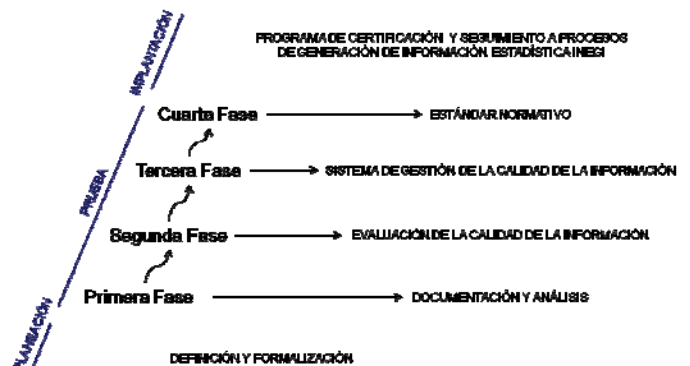 IMPLANTACIÓN
PROGRAMA DE CERTIFICACIÓN Y SEGUIMIENTO A PROCESOS
DE GENERACIÓN DE INFORMACIÓN ESTADÍSTICA INEGI
Cuarta Fase
ESTÁNDAR NORMATIVO
Tercera Fase
SISTEMA DE GESTIÓN DE LA CALIDAD DE LA INFORMACIÓN
PRUEBA
Segunda Fase
EVALUACIÓN DE LA CALIDAD DE LA INFORMACIÓN
Primera Fase
DOCUMENTACIÓN Y ANÁLISIS
PLANEACIÓN
DEFINICIÓN Y FORMALIZACIÓN